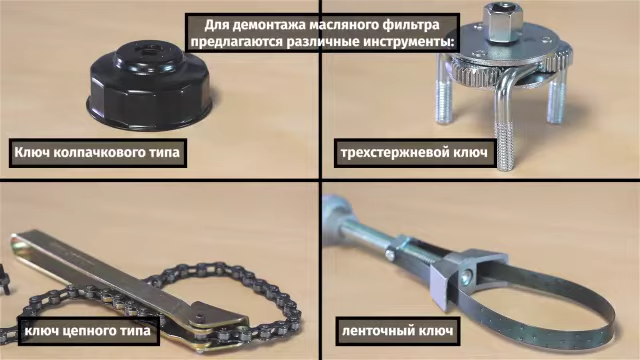 Для демонтажа масляного фильтра
предлагаются различные инструменты:
Ключ колпачкового типа
трехстержневой ключ
ключ цепного типа
ленточный ключ